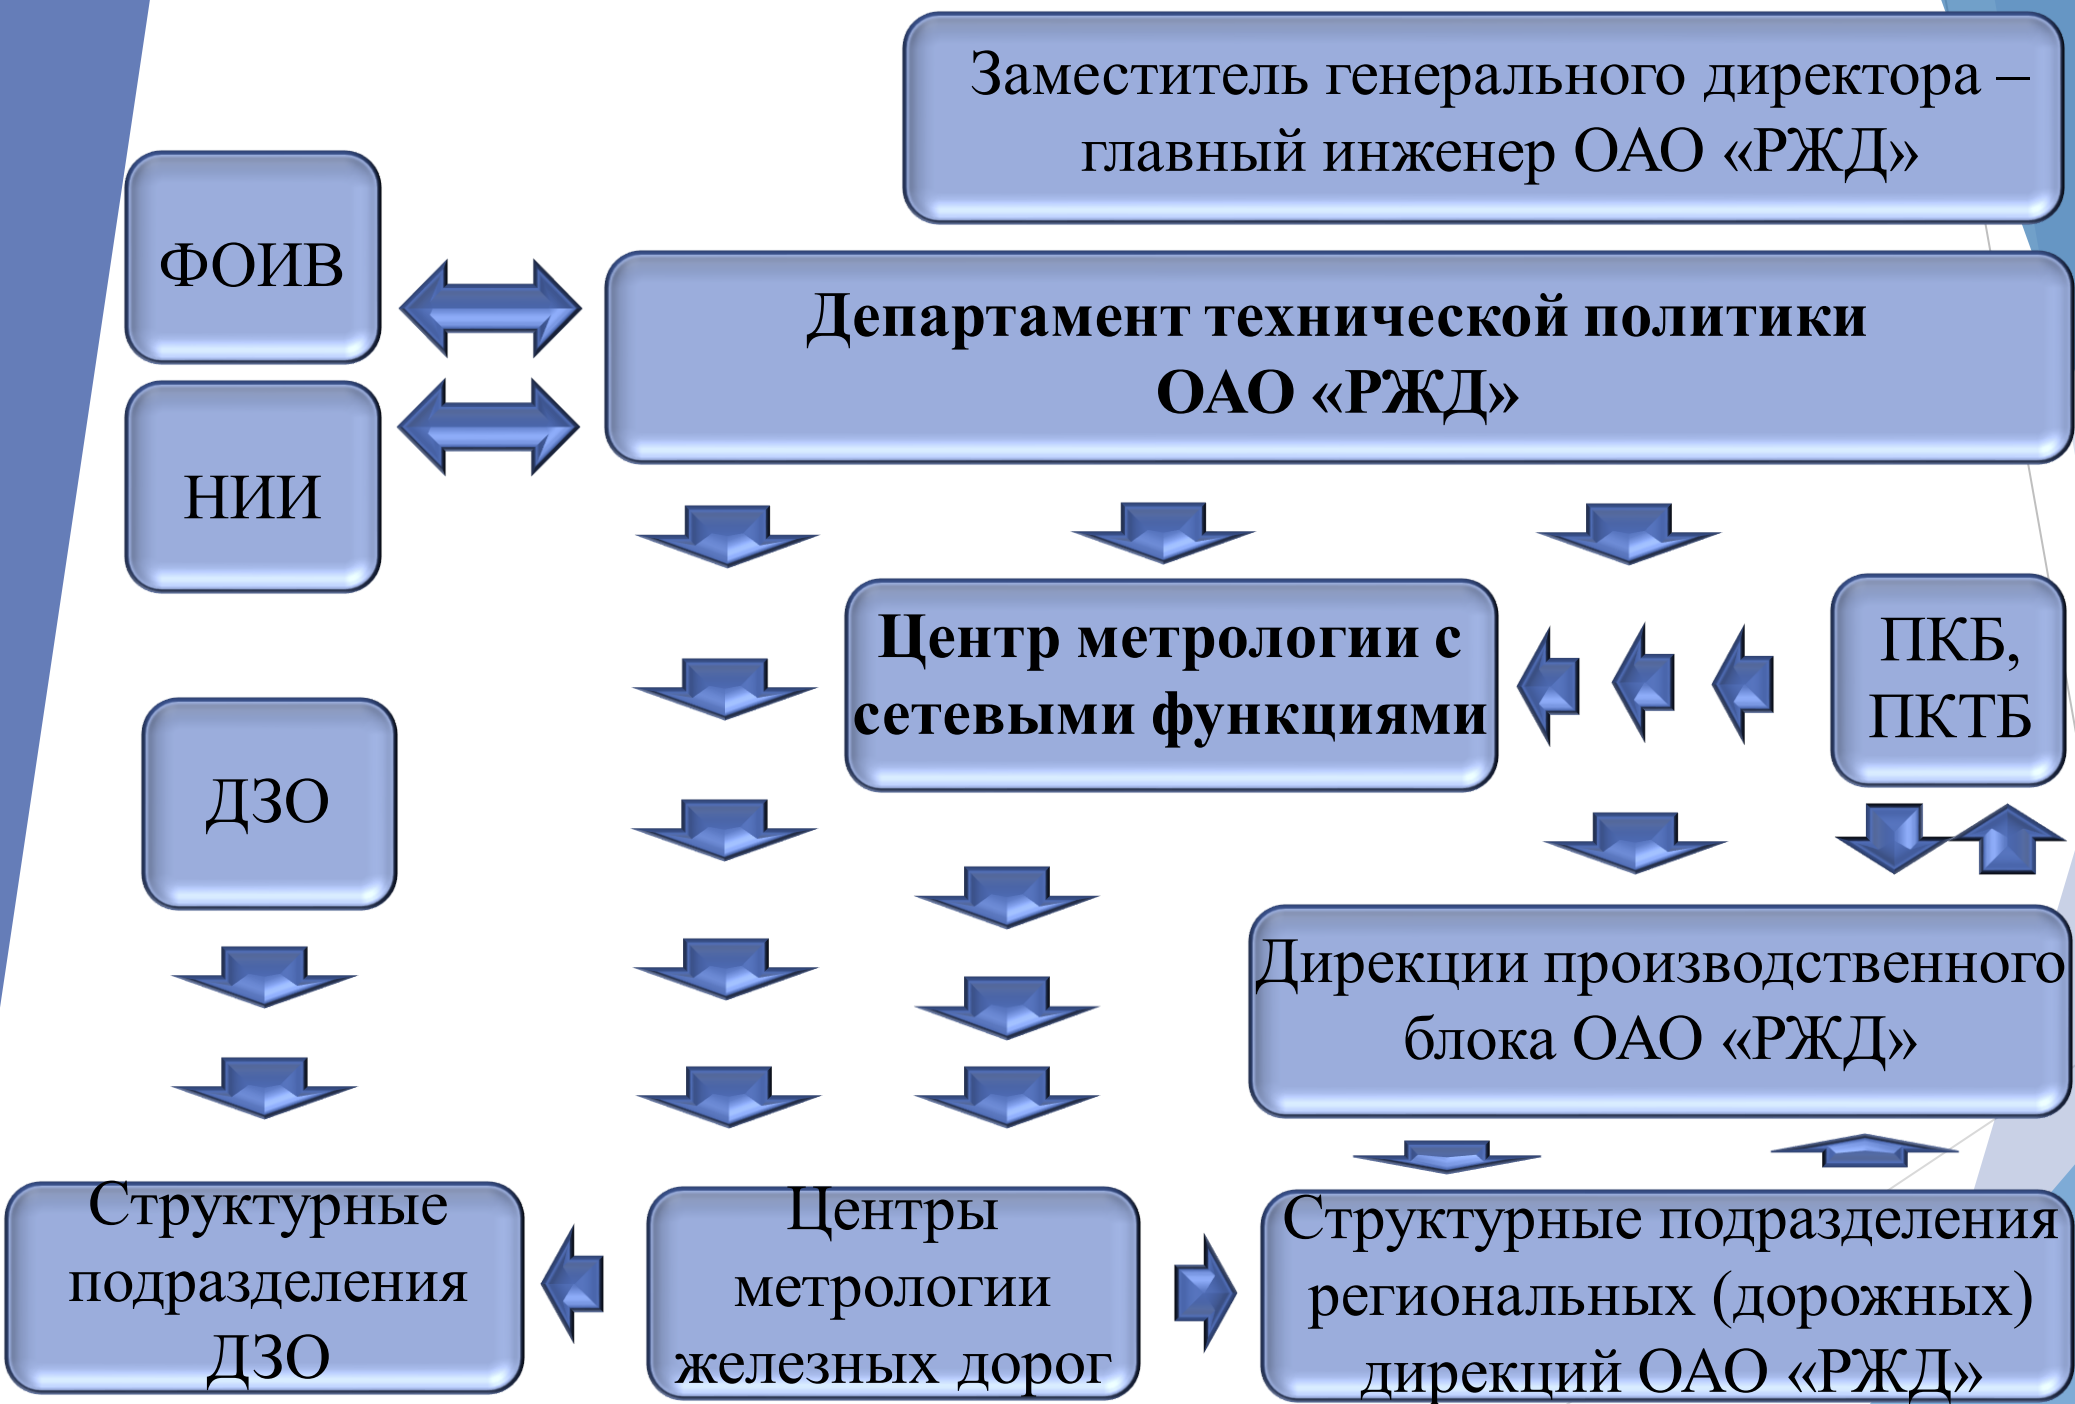 Заместитель генерального директора –
главный инженер ОАО «РЖД»
ФОИВ
Департамент технической политики
ОАО «РЖД»
НИИ
Центр метрологии с
сетевыми функциями
ПКБ,
ПКТБ
ДЗО
Дирекции производственного
блока ОАО «РЖД»
Структурные
подразделения
ДЗО
Центры
метрологии
железных дорог
Структурные подразделения
региональных (дорожных)
дирекций ОАО «РЖД»